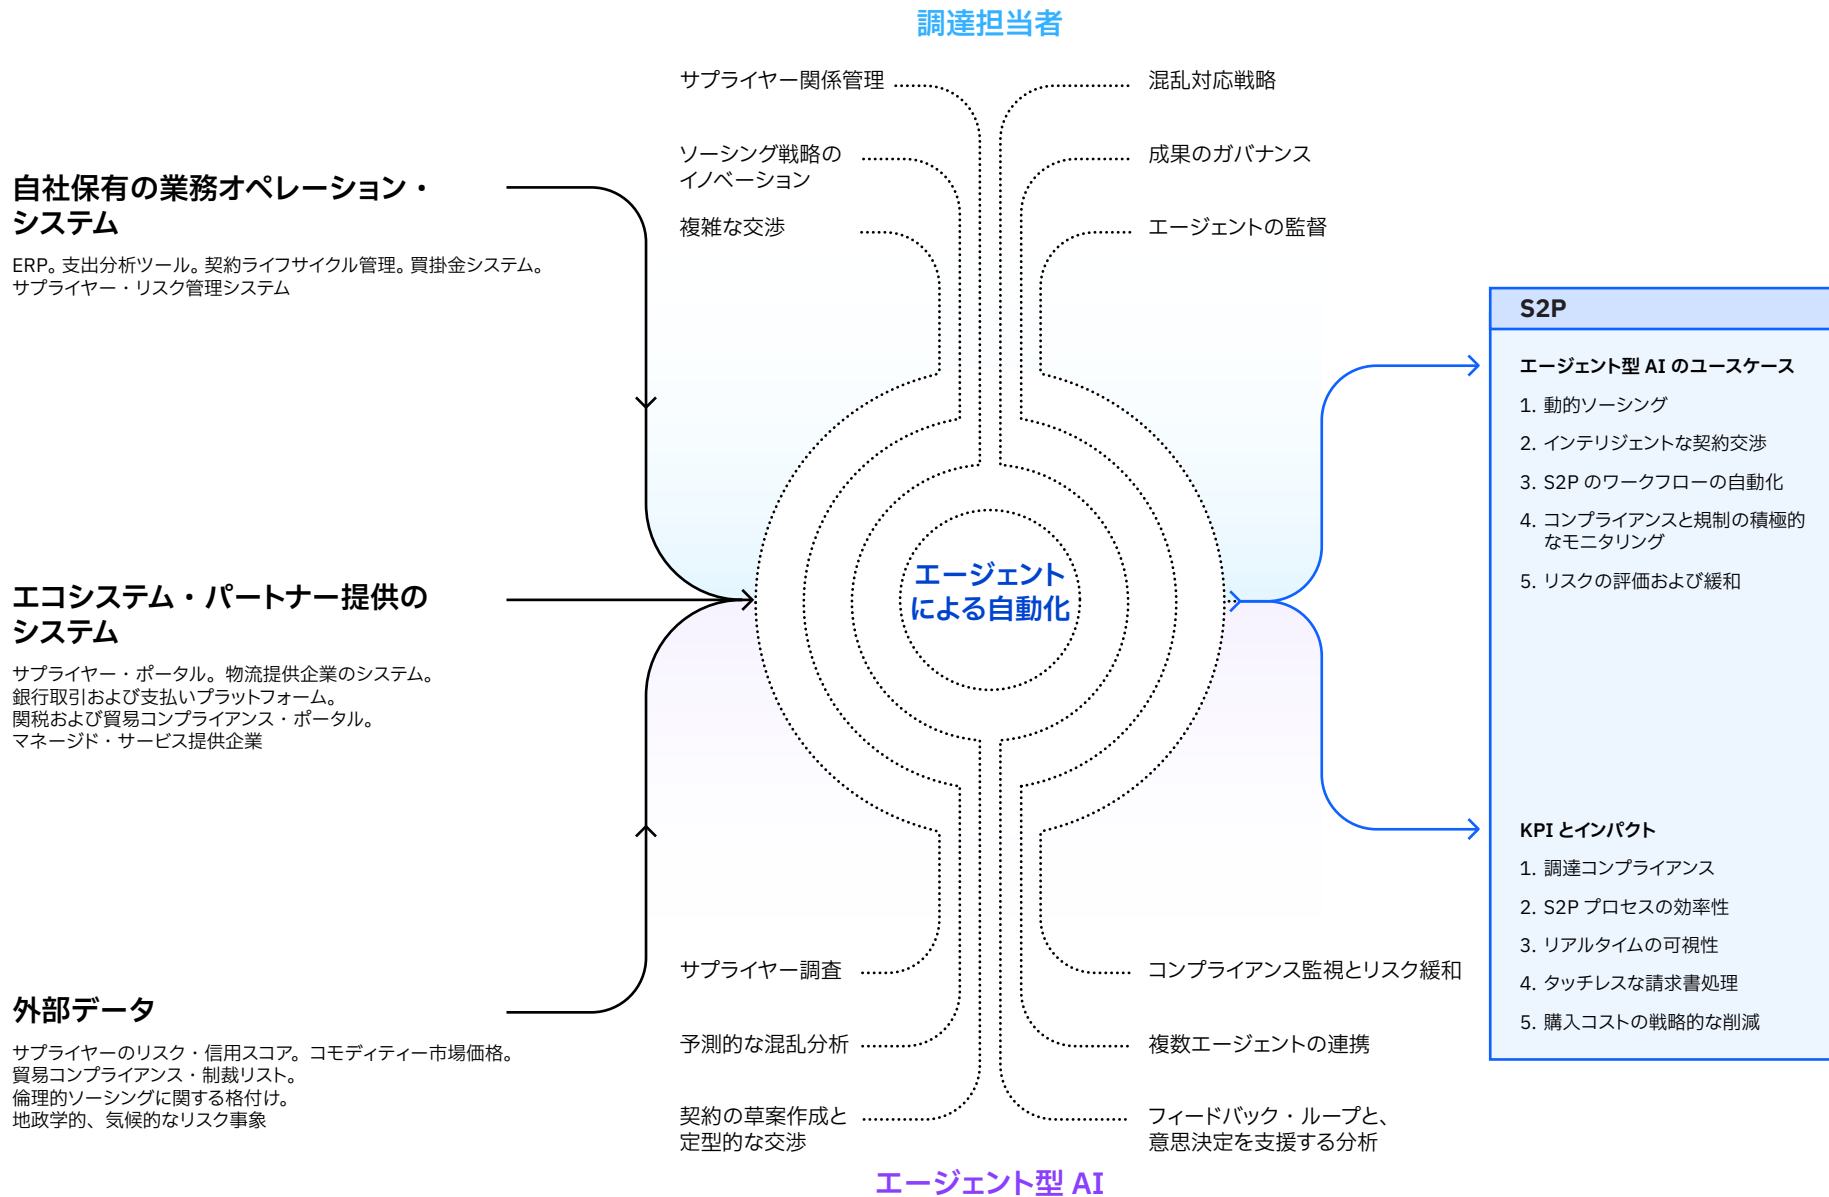 調達担当者
サプライヤー関係管理
混乱対応戦略
ソーシング戦略の
イノベーション
成果のガバナンス
複雑な交渉
エージェントの監督
自社保有の業務オペレーション・
システム
ERP。支出分析ツール。契約ライフサイクル管理。買掛金システム。
サプライヤー・リスク管理システム
エコシステム・パートナー提供の
システム
サプライヤー・ポータル。物流提供企業のシステム。
銀行取引および支払いプラットフォーム。
関税および貿易コンプライアンス・ポータル。
マネージド・サービス提供企業
外部データ
サプライヤーのリスク・信用スコア。コモディティー市場価格。
貿易コンプライアンス・制裁リスト。
倫理的ソーシングに関する格付け。
地政学的、気候的なリスク事象
エージェント
による自動化
サプライヤー調査
コンプライアンス監視とリスク緩和
予測的な混乱分析
複数エージェントの連携
契約の草案作成と
定型的な交渉
フィードバック・ループと、
意思決定を支援する分析
エージェント型 AI
S2P
エージェント型 AI のユースケース
1. 動的ソーシング
2. インテリジェントな契約交渉
3. S2P のワークフローの自動化
4. コンプライアンスと規制の積極的
なモニタリング
5. リスクの評価および緩和
KPI とインパクト
1. 調達コンプライアンス
2. S2P プロセスの効率性
3. リアルタイムの可視性
4. タッチレスな請求書処理
5. 購入コストの戦略的な削減